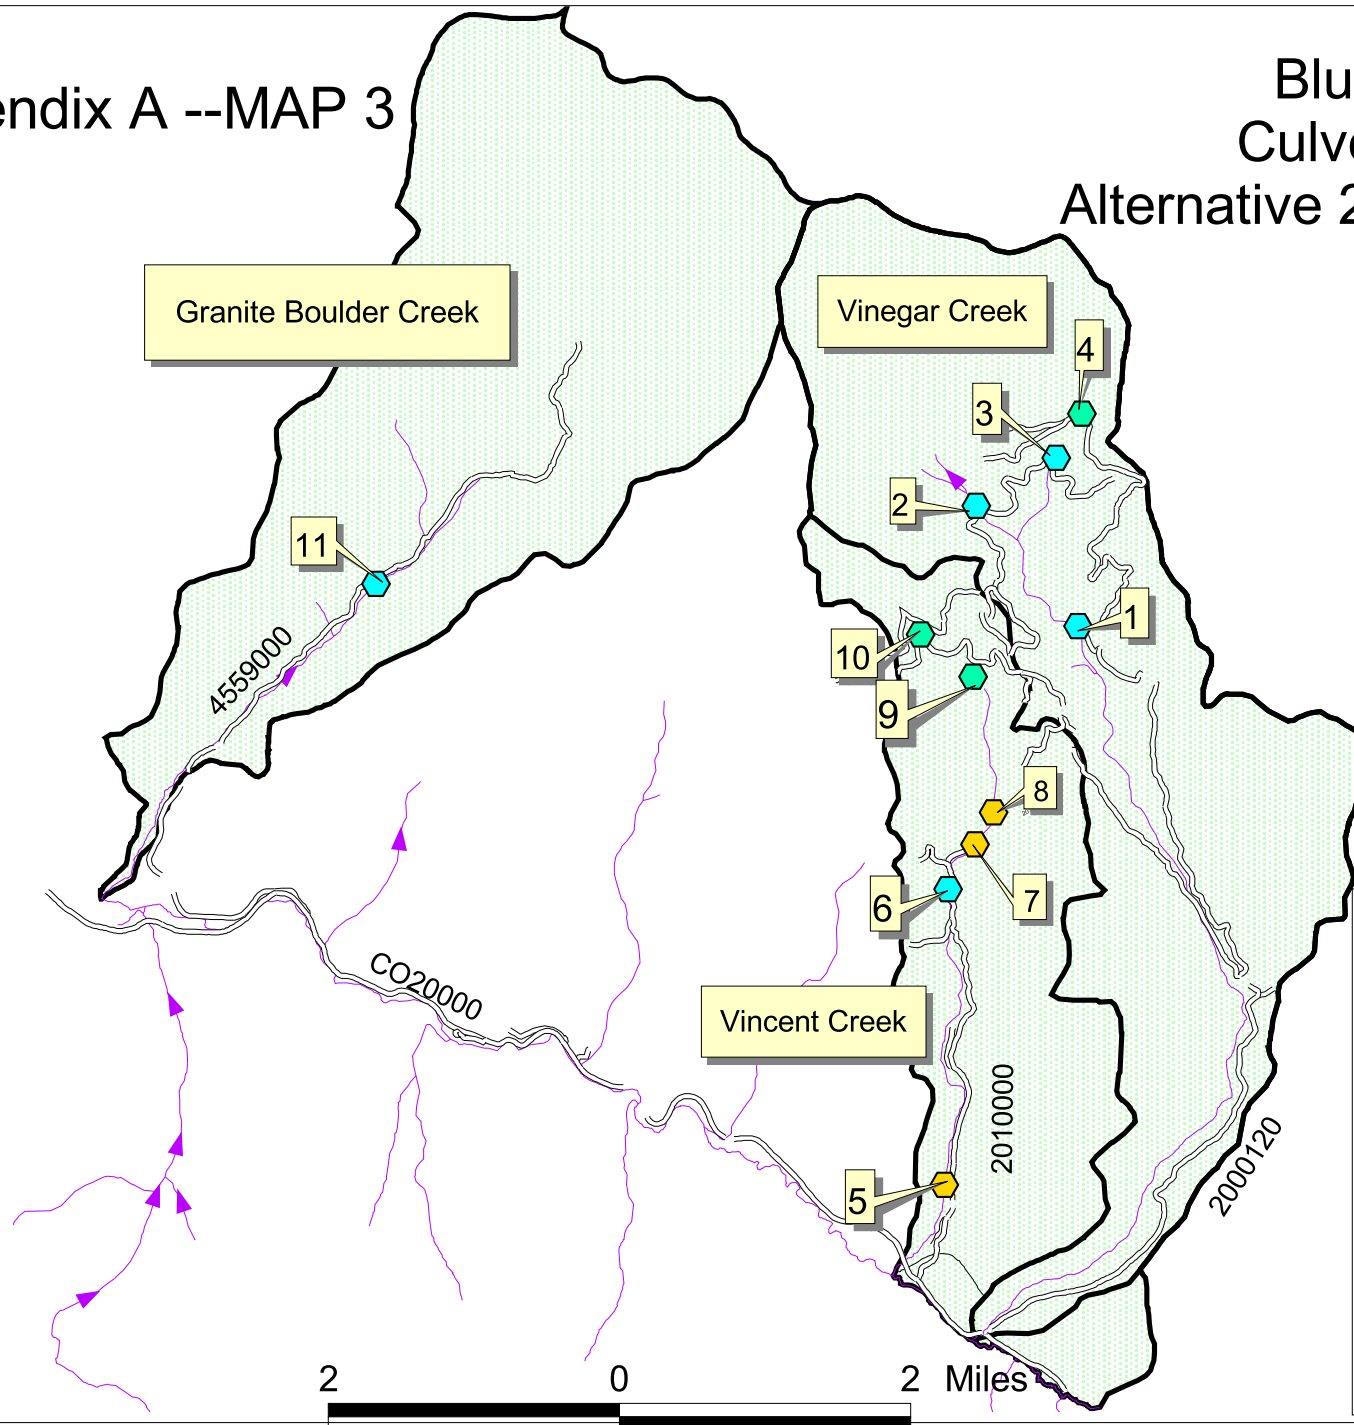 endix A --MAP 3
Blu
Culve
Alternative 2
Granite Boulder Creek
Vinegar Creek
4
3
2
11
1
10
9
4559000
8
7
6
CO20000
Vincent Creek
2010000
2000120
5
2 0 2 Miles